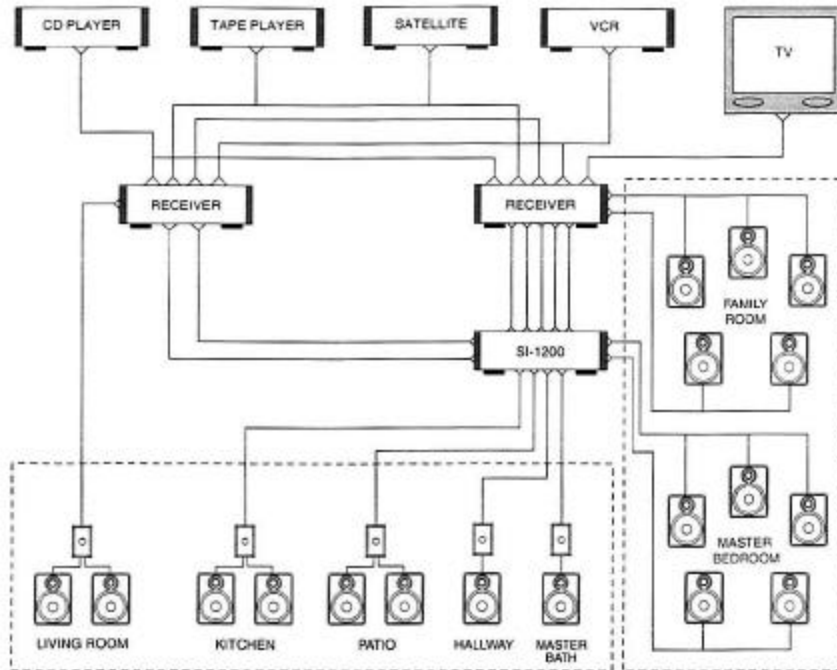 CD PLAYER
TAPE PLAYER
SATELLITE
VCR
TV
RECEIVER
RECEIVER
FAMILY
ROOM
SI-1200
MASTER
BEDROOM
LIVING ROOM
KITCHEN
PATIO
HALLWAY
MASTER
BATH